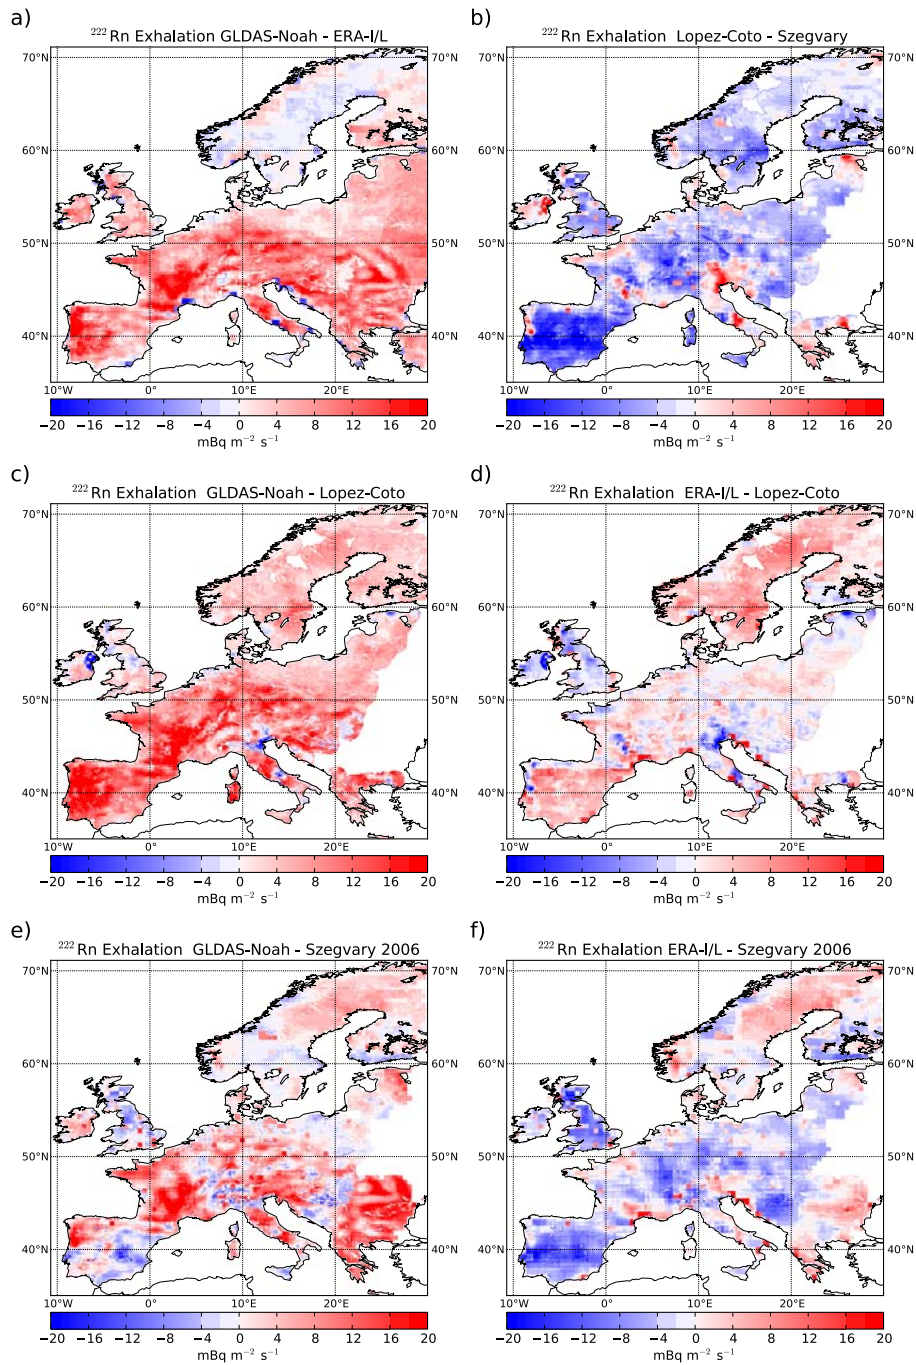 a)
²²²Rn Exhalation GLDAS-Noah - ERA-I/L
70°N
60°N
60°N
50°N
50°N
40°N
40°N
10°W 0° 10°E 20°E
−20 −16 −12 −8 −4 0 4 8 12 16 20
mBq m⁻² s⁻¹
b)
²²²Rn Exhalation Lopez-Coto - Szegvary
70°N
70°N
60°N
60°N
50°N
50°N
40°N
40°N
10°W 0° 10°E 20°E
−20 −16 −12 −8 −4 0 4 8 12 16 20
mBq m⁻² s⁻¹
c)
²²²Rn Exhalation GLDAS-Noah - Lopez-Coto
70°N
70°N
60°N
60°N
50°N
50°N
40°N
40°N
10°W 0° 10°E 20°E
−20 −16 −12 −8 −4 0 4 8 12 16 20
mBq m⁻² s⁻¹
d)
²²²Rn Exhalation ERA-I/L - Lopez-Coto
70°N
70°N
60°N
60°N
50°N
50°N
40°N
40°N
10°W 0° 10°E 20°E
−20 −16 −12 −8 −4 0 4 8 12 16 20
mBq m⁻² s⁻¹
e)
²²²Rn Exhalation GLDAS-Noah - Szegvary 2006
70°N
70°N
60°N
60°N
50°N
50°N
40°N
40°N
10°W 0° 10°E 20°E
−20 −16 −12 −8 −4 0 4 8 12 16 20
mBq m⁻² s⁻¹
f)
²²²Rn Exhalation ERA-I/L - Szegvary 2006
70°N
70°N
60°N
60°N
50°N
50°N
40°N
40°N
10°W 0° 10°E 20°E
−20 −16 −12 −8 −4 0 4 8 12 16 20
mBq m⁻² s⁻¹